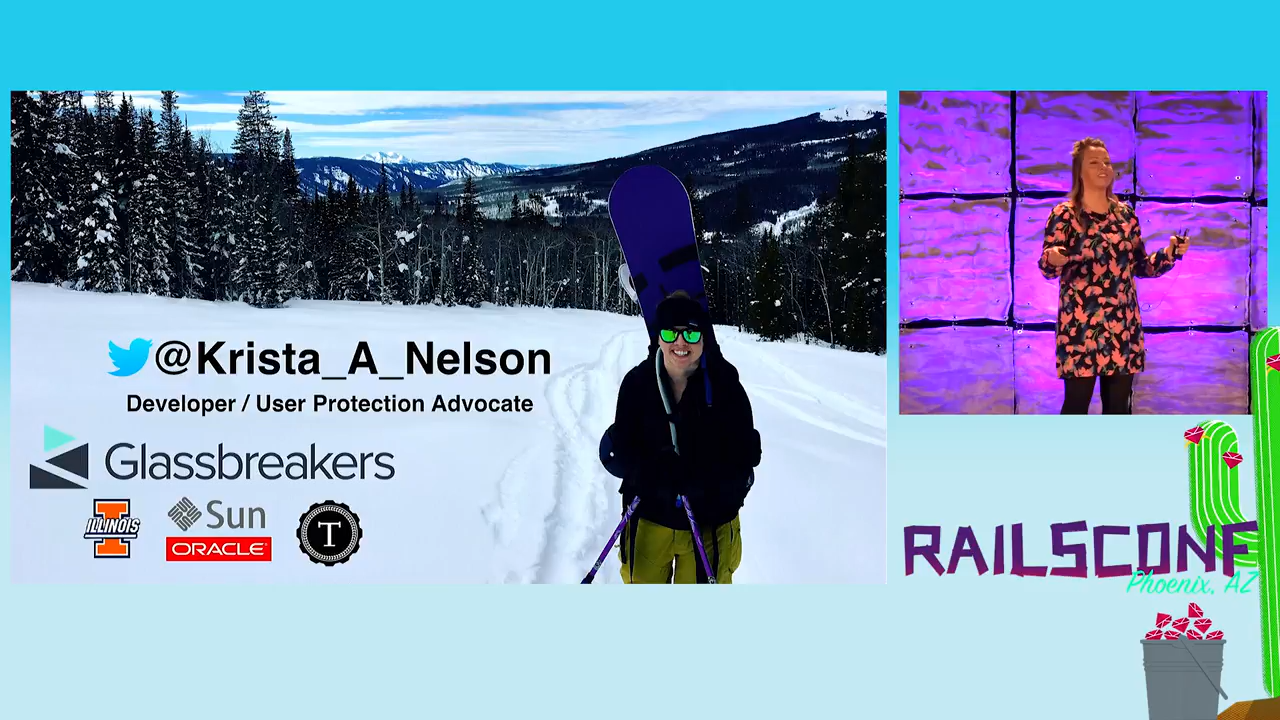 @Krista_A_Nelson
Developer / User Protection Advocate
Glassbreakers
ILLINOIS
Sun
ORACLE
T
RAILSCONF
Phoenix, AZ